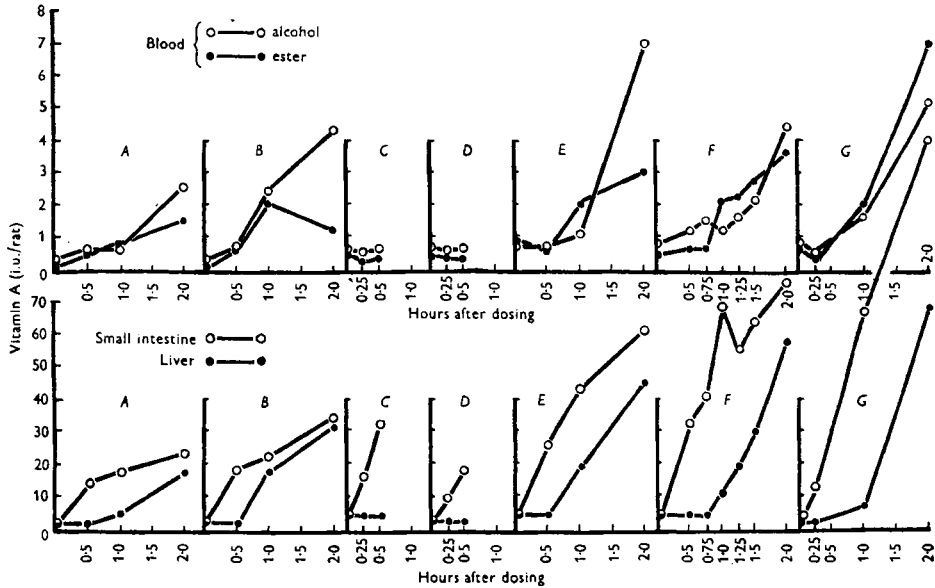 8
7
6
5
4
3
2
1
0
Blood
alcohol
ester
A
B
C
D
E
F
G
0·5 1·0 1·5 2·0
0·5 1·0 1·5 2·0
0·25 0·5 1·0
0·25 0·5 1·0
0·5 1·0 1·5 2·0
0·5 0·75 1·0 1·25 1·5 2·0
0·25 0·5 1·0 1·5 2·0
Hours after dosing
Vitamin A (i.u./rat)
70
60
50
40
30
20
10
0
Small intestine
Liver
A
B
C
D
E
F
G
0·5 1·0 1·5 2·0
0·5 1·0 1·5 2·0
0·25 0·5 1·0
0·25 0·5 1·0
0·5 1·0 1·5 2·0
0·5 0·75 1·0 1·25 1·5 2·0
0·25 0·5 1·0 1·5 2·0
Hours after dosing